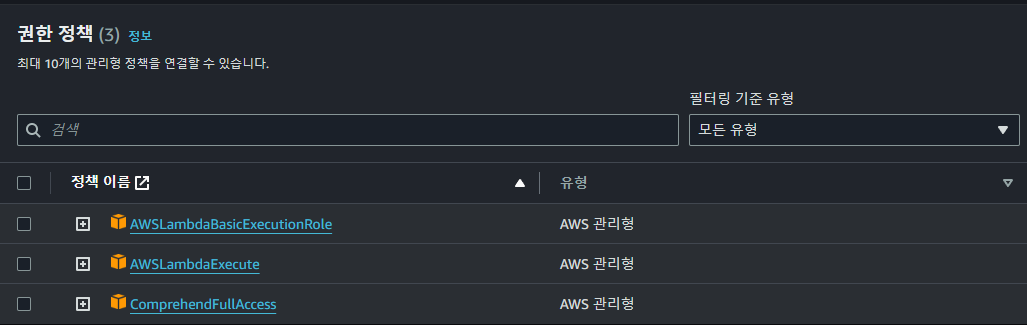 권한 정책 (3) 정보
최대 10개의 관리형 정책을 연결할 수 있습니다.
필터링 기준 유형
검색
모든 유형
정책 이름 유형
AWSLambdaBasicExecutionRole AWS 관리형
AWSLambdaExecute AWS 관리형
ComprehendFullAccess AWS 관리형